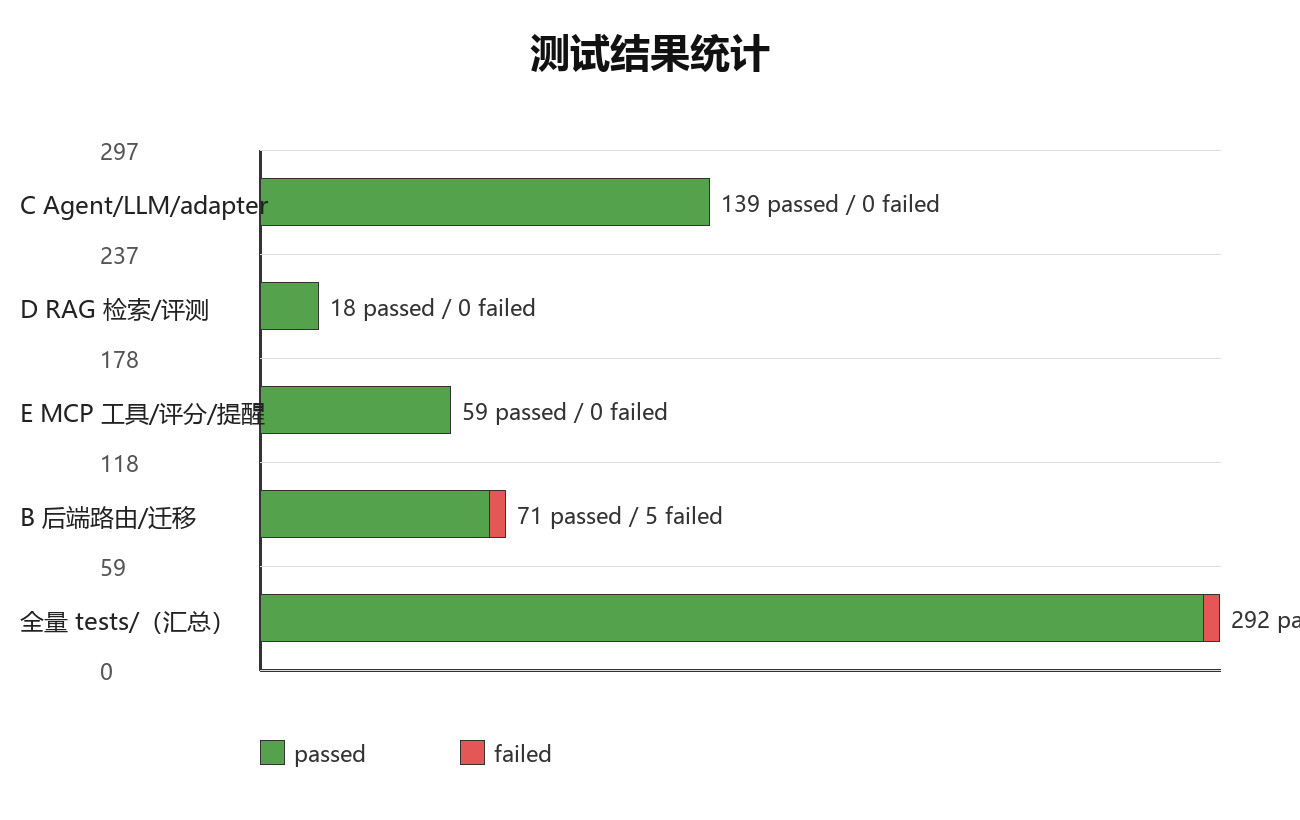 测试结果统计
297
C Agent/LLM/adapter
139 passed / 0 failed
237
D RAG 检索/评测
18 passed / 0 failed
178
E MCP 工具/评分/提醒
59 passed / 0 failed
118
B 后端路由/迁移
71 passed / 5 failed
59
全量 tests/（汇总）
292 pa
0
passed
failed